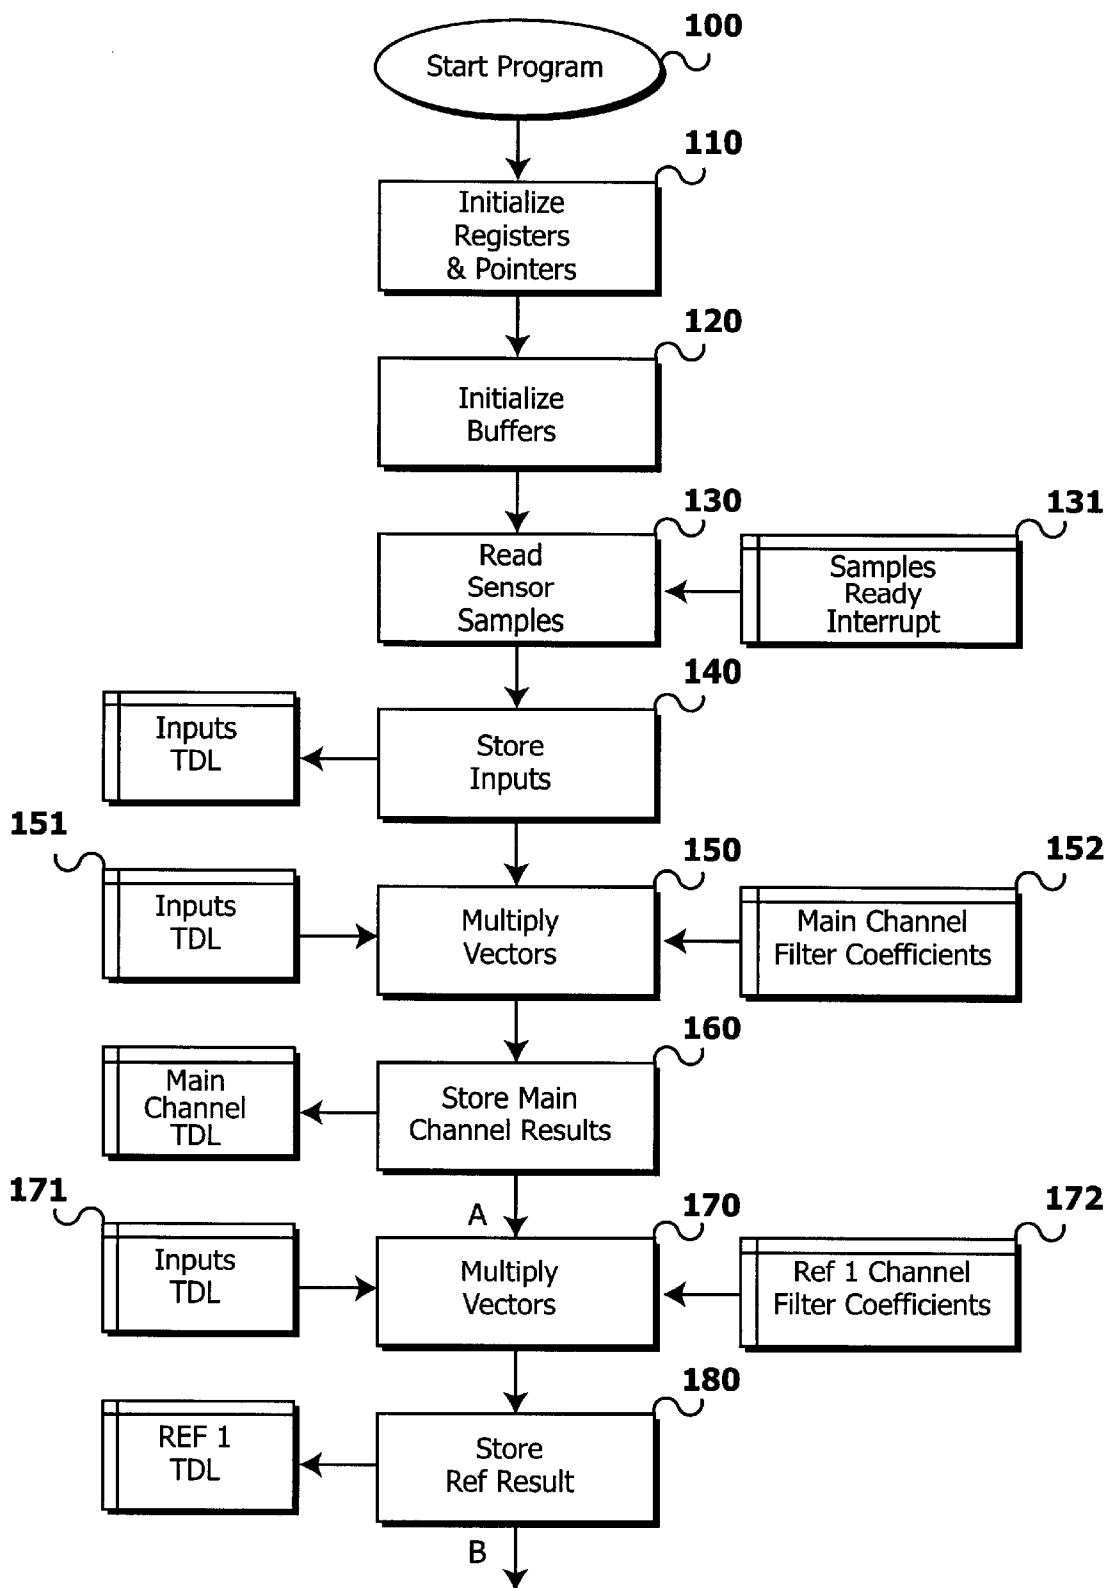 100
Start Program
110
Initialize
Registers
& Pointers
120
Initialize
Buffers
130
Read
Sensor
Samples
131
Samples
Ready
Interrupt
140
Store
Inputs
Inputs
TDL
151
Inputs
TDL
150
Multiply
Vectors
152
Main Channel
Filter Coefficients
160
Store Main
Channel Results
Main
Channel
TDL
A
171
Inputs
TDL
170
Multiply
Vectors
172
Ref 1 Channel
Filter Coefficients
180
Store
Ref Result
REF 1
TDL
B